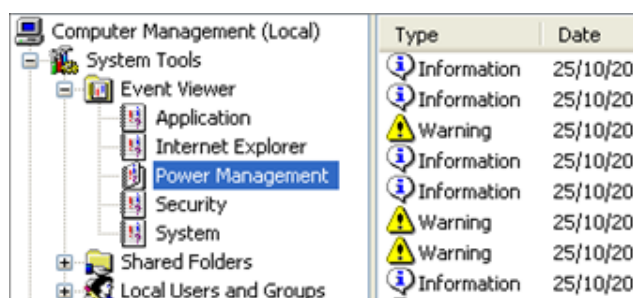 Computer Management (Local)
System Tools
Event Viewer
Application
Internet Explorer
Power Management
Security
System
Shared Folders
Local Users and Groups
Type Date
Information 25/10/20
Information 25/10/20
Warning 25/10/20
Information 25/10/20
Information 25/10/20
Warning 25/10/20
Warning 25/10/20
Information 25/10/20